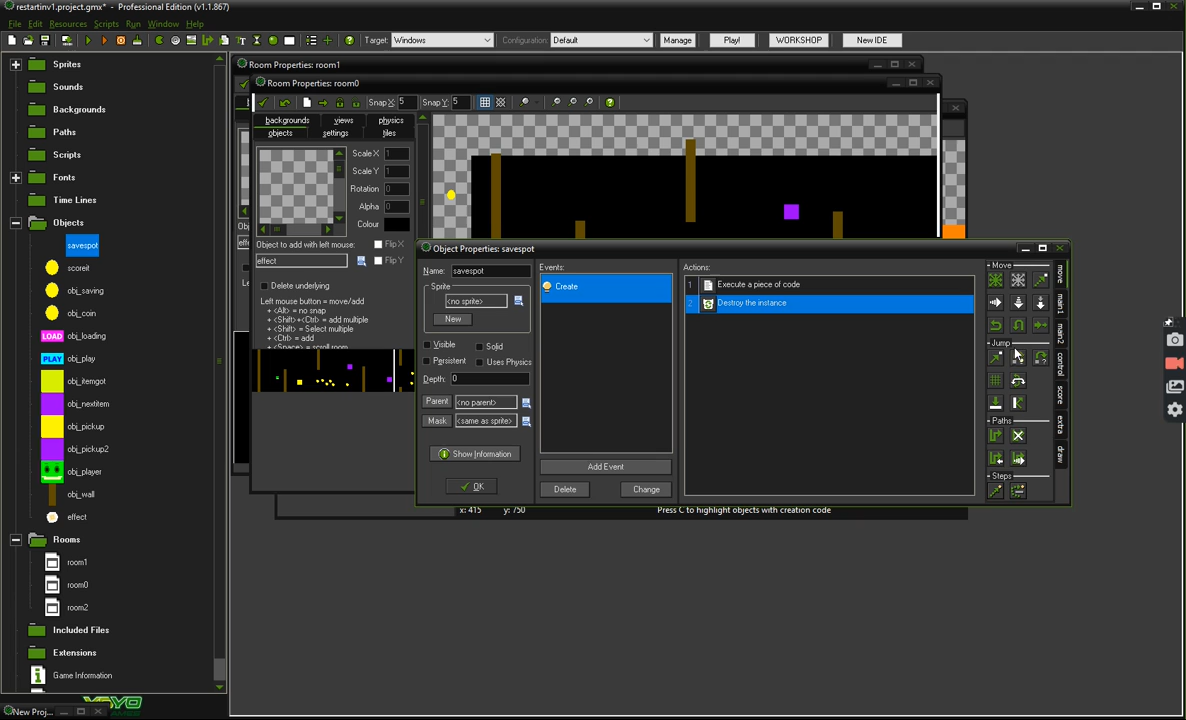 restartinv1.project.gmx* - Professional Edition (v1.1.867)
File Edit Resources Scripts Run Window Help
Target: Windows Configuration: Default Manage Play! WORKSHOP New IDE
Sprites
Sounds
Backgrounds
Paths
Scripts
Fonts
Time Lines
Objects
savespot
scoreit
obj_saving
obj_coin
LOAD obj_loading
PLAY obj_play
obj_itemgot
obj_nextitem
obj_pickup
obj_pickup2
obj_player
obj_wall
effect
Rooms
room1
room0
room2
Included Files
Extensions
Game Information
YOYO
New Proj...
Room Properties: room1
Room Properties: room0
Snap X: 5 Snap Y: 5
backgrounds views physics
objects settings tiles
Scale X 1
Scale Y 1
Rotation 0
Alpha 0
Colour
Object to add with left mouse:
Flip X
effect
Flip Y
Delete underlying
Left mouse button = move/add
+ <Alt> = no snap
+ <Shift>+<Ctrl> = add multiple
+ <Shift> = Select multiple
+ <Ctrl> = add
+ <Space> = scroll room
x: 415 y: 750 Press C to highlight objects with creation code
Object Properties: savespot
Name: savespot
Sprite
<no sprite>
New
Visible Solid
Persistent Uses Physics
Depth: 0
Parent <no parent>
Mask <same as sprite>
Show Information
OK
Events:
Create
Add Event
Delete Change
Actions:
1 Execute a piece of code
2 Destroy the instance
Move
Jump
Paths
Steps
move
main1
main2
control
score
extra
draw